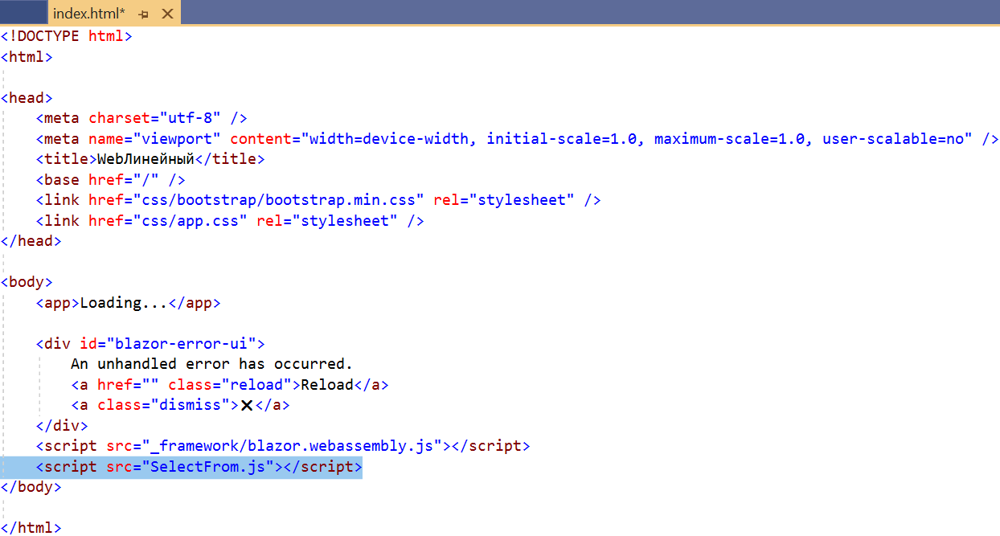 index.html*
<!DOCTYPE html>
<html>
<head>
<meta charset="utf-8" />
<meta name="viewport" content="width=device-width, initial-scale=1.0, maximum-scale=1.0, user-scalable=no" />
<title>WebЛинейный</title>
<base href="/" />
<link href="css/bootstrap/bootstrap.min.css" rel="stylesheet" />
<link href="css/app.css" rel="stylesheet" />
</head>
<body>
<app>Loading...</app>
<div id="blazor-error-ui">
An unhandled error has occurred.
<a href="" class="reload">Reload</a>
<a class="dismiss">🗙</a>
</div>
<script src="_framework/blazor.webassembly.js"></script>
<script src="SelectFrom.js"></script>
</body>
</html>